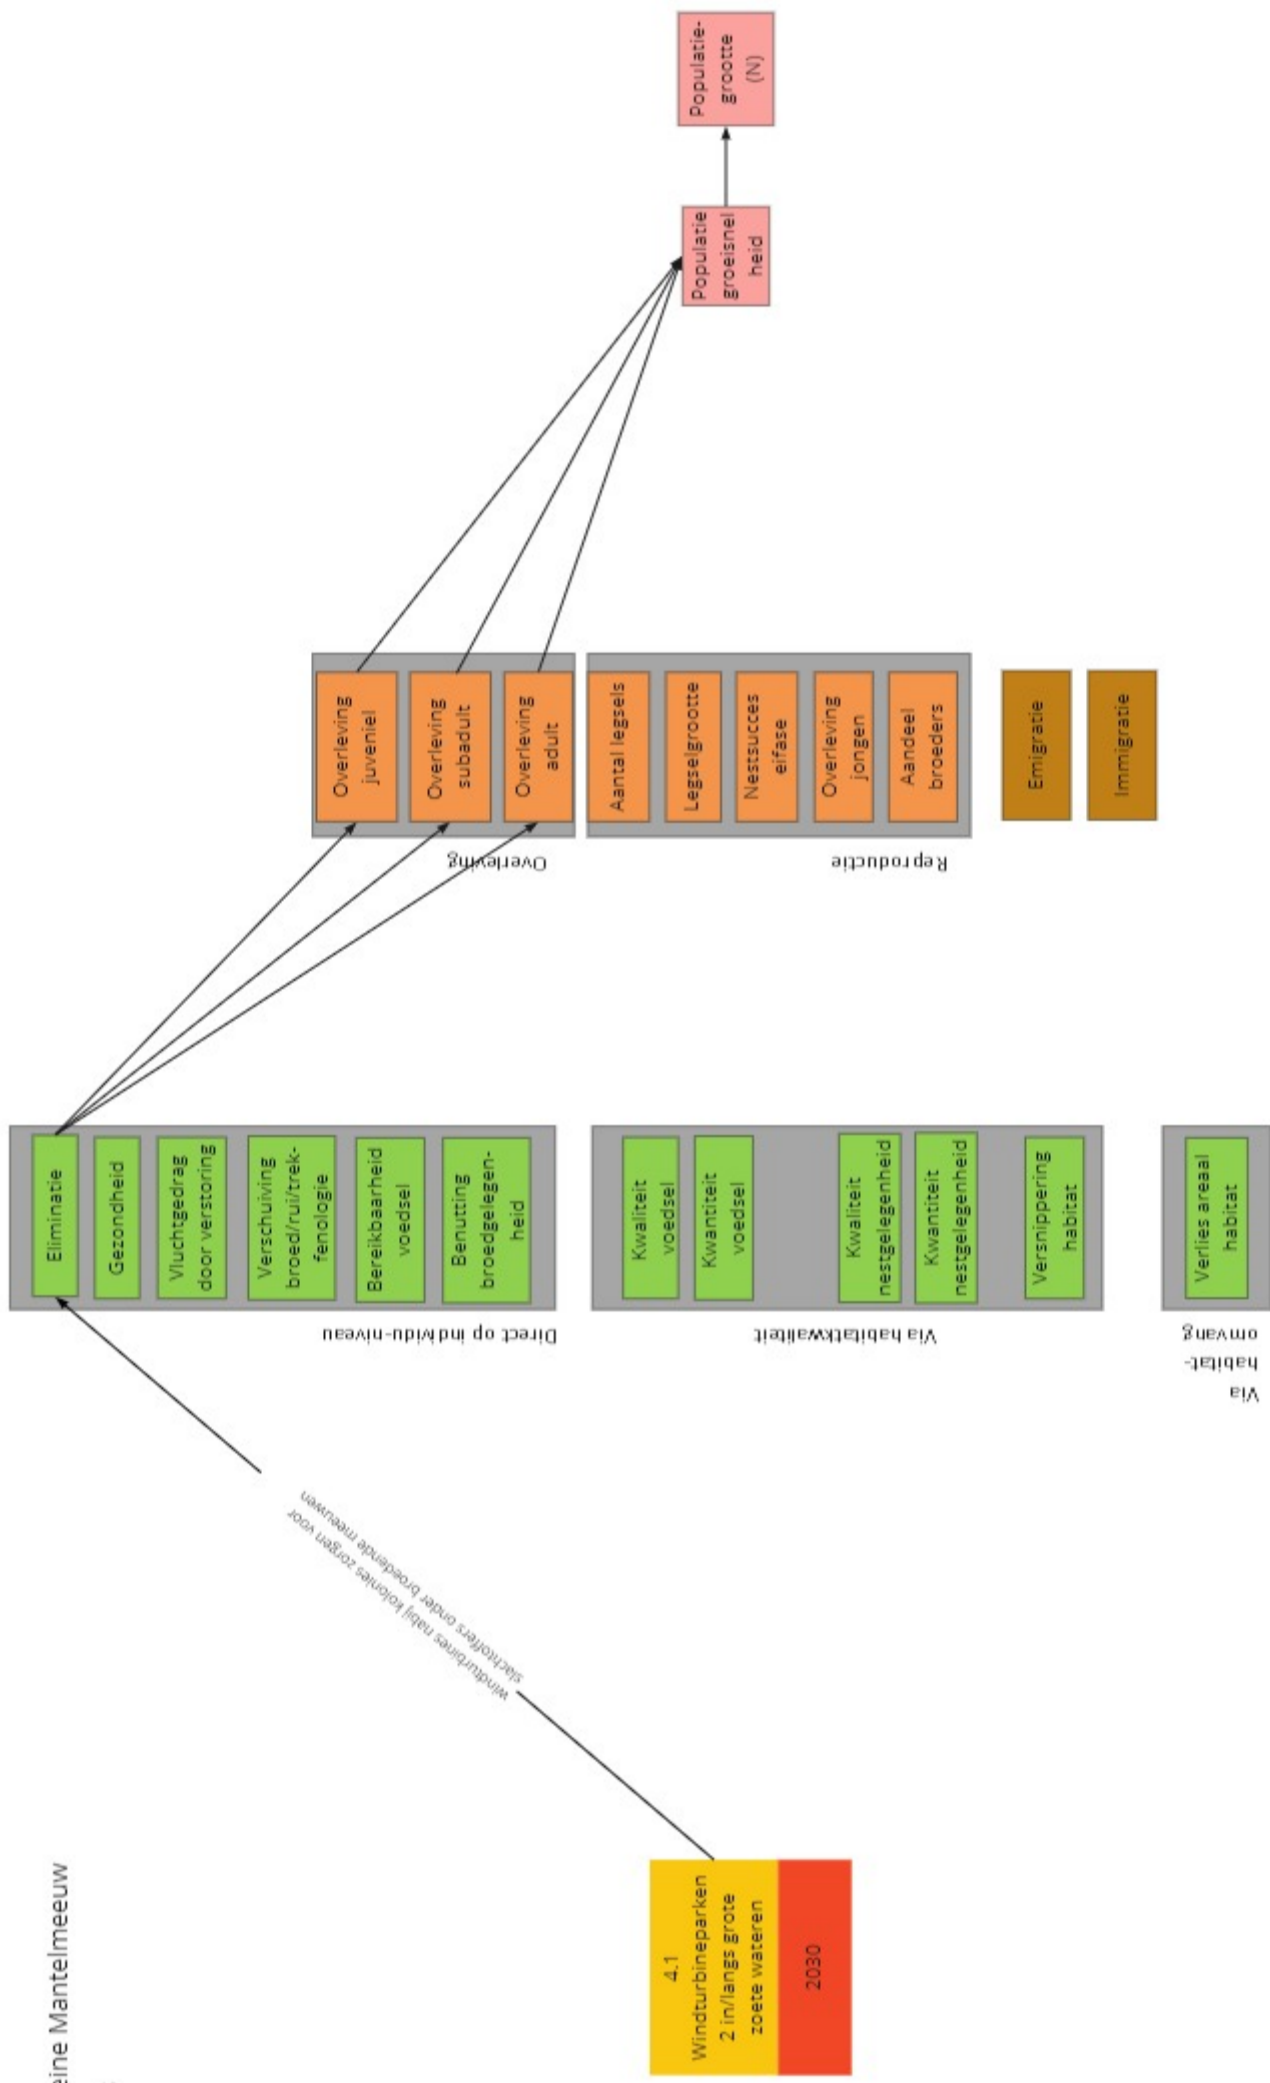 eine Mantelmeeuw
4.1
Windturbineparken
2 in/langs grote
zoete wateren
2030
windturbines nabij kolonies zorgen voor
slachtoffers onder broedende meeuwen
Direct op individu-niveau
Eliminatie
Gezondheid
Vluchtgedrag
door verstoring
Verschuiving
broed/rui/trek-
fenologie
Bereikbaarheid
voedsel
Benutting
broedgelegen-
heid
Via habitatkwaliteit
Kwaliteit
voedsel
Kwantiteit
voedsel
Kwaliteit
nestgelegenheid
Kwantiteit
nestgelegenheid
Versnippering
habitat
Via
habitat-
omvang
Verlies areaal
habitat
Overleving
Overleving
juveniel
Overleving
subadult
Overleving
adult
Reproductie
Aantal legsels
Legselgrootte
Nestsucces
eifase
Overleving
jongen
Aandeel
broeders
Emigratie
Immigratie
Populatie
groeisnel
heid
Populatie-
grootte
(N)